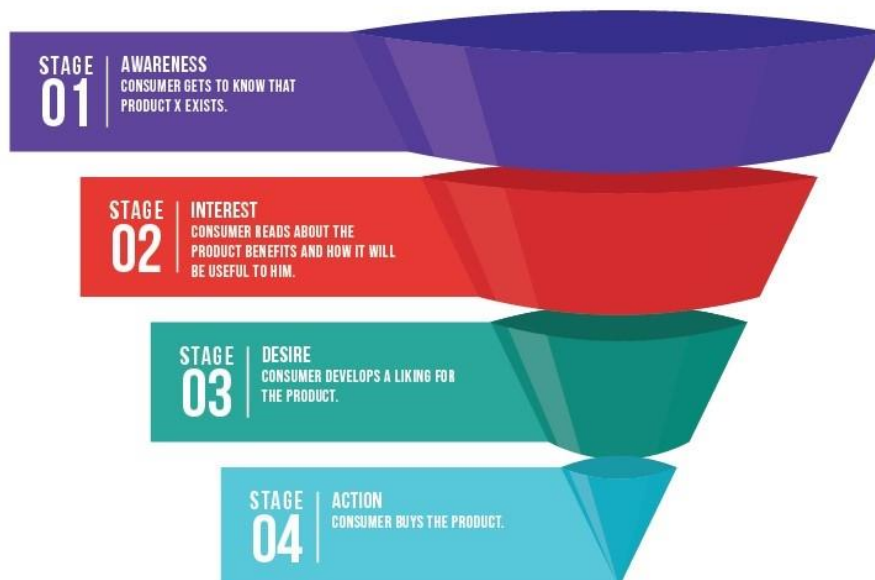 STAGE
01
AWARENESS
CONSUMER GETS TO KNOW THAT
PRODUCT X EXISTS.
STAGE
02
INTEREST
CONSUMER READS ABOUT THE
PRODUCT BENEFITS AND HOW IT WILL
BE USEFUL TO HIM.
STAGE
03
DESIRE
CONSUMER DEVELOPS A LIKING FOR
THE PRODUCT.
STAGE
04
ACTION
CONSUMER BUYS THE PRODUCT.